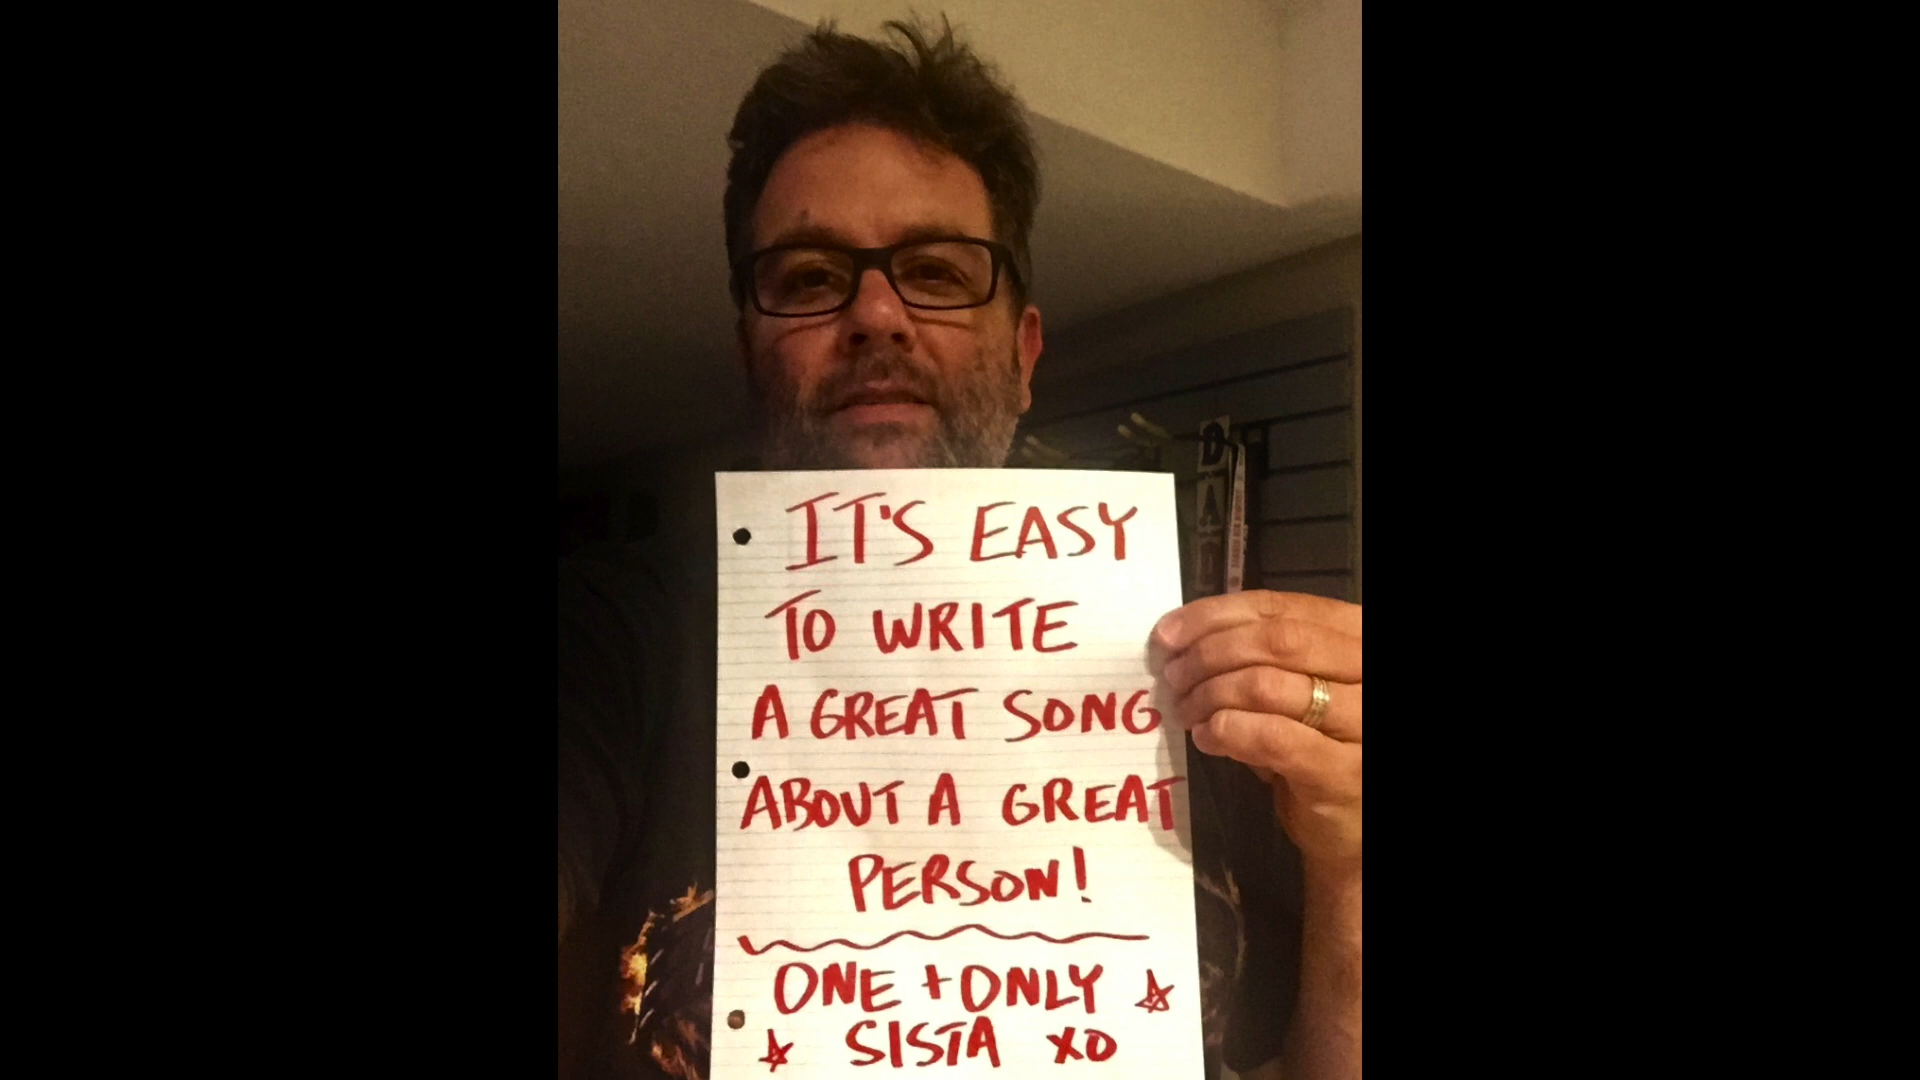 IT'S EASY
TO WRITE
A GREAT SONG
ABOUT A GREAT
PERSON!
ONE + ONLY
SISTA XO